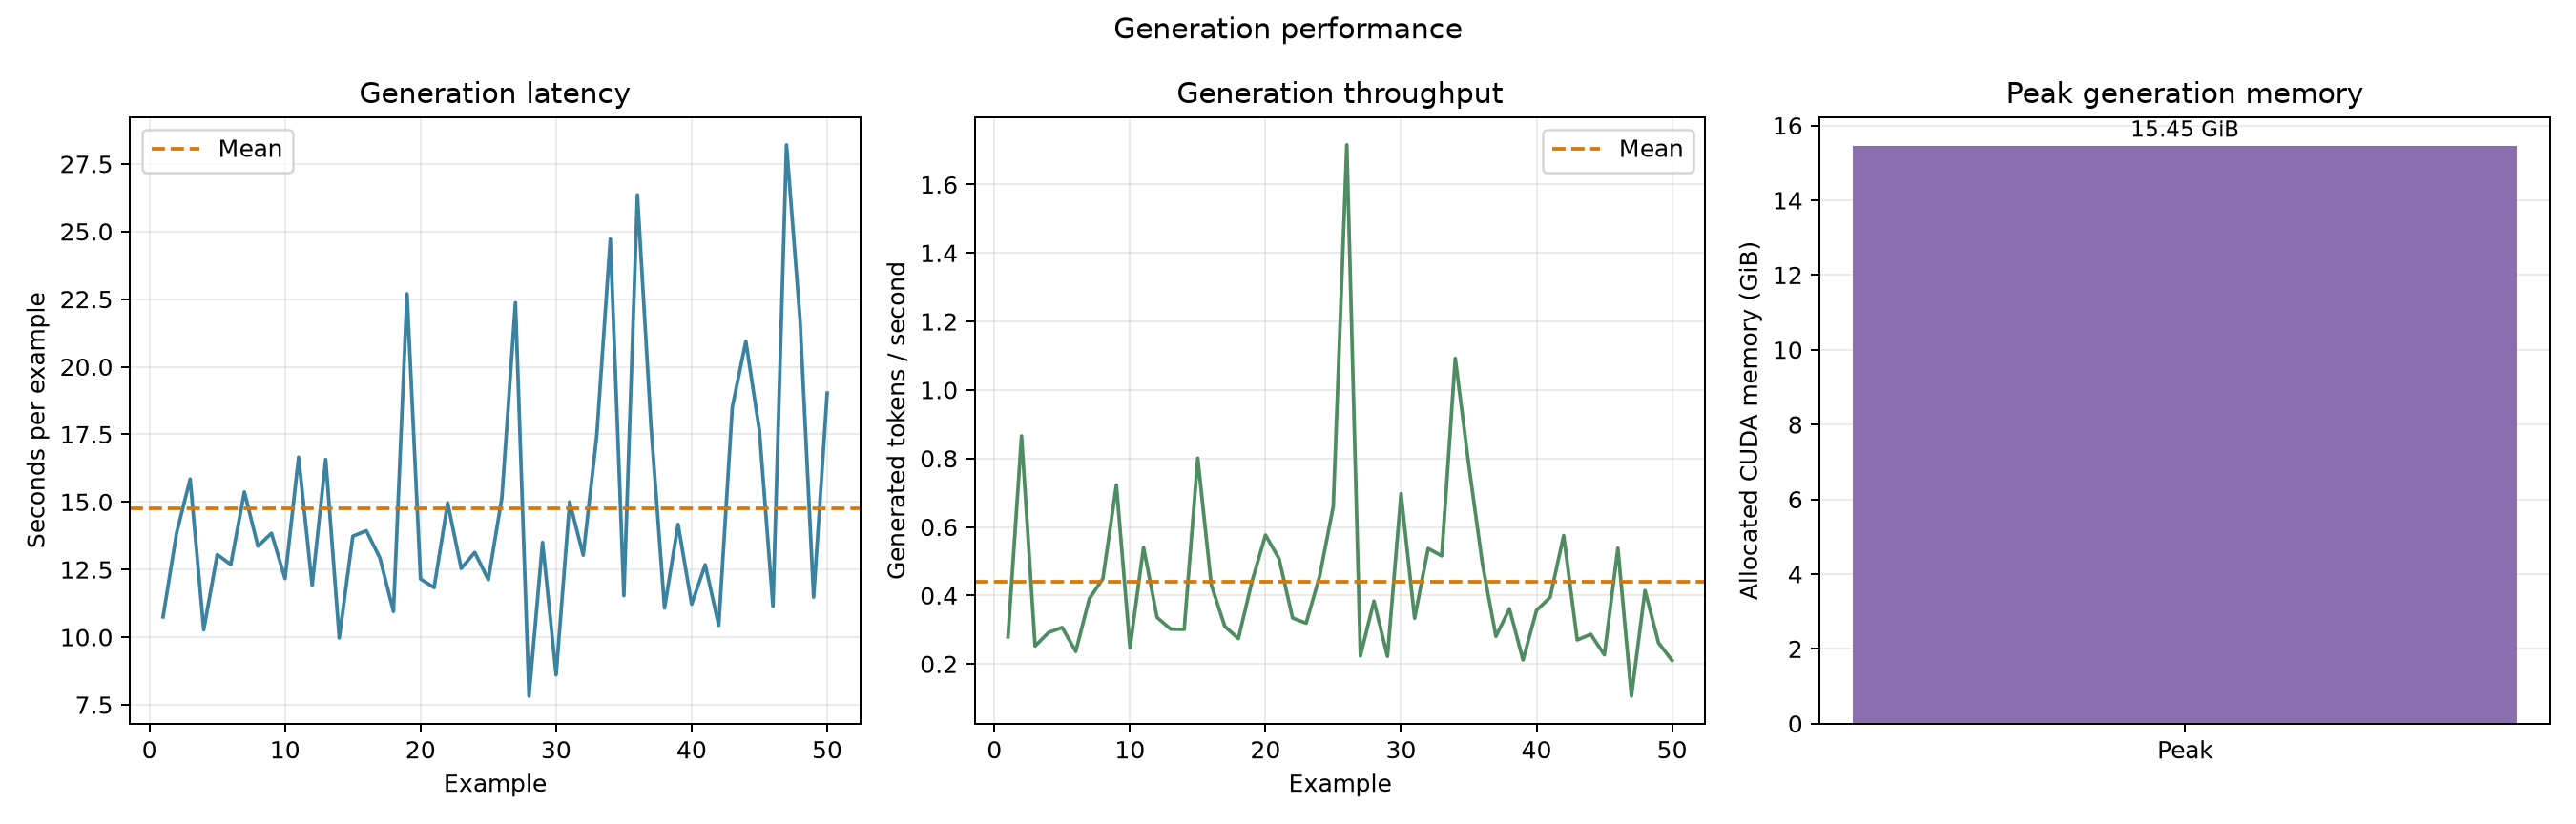 Generation performance
Generation latency
Mean
27.5
25.0
22.5
20.0
17.5
15.0
12.5
10.0
7.5
Seconds per example
0 10 20 30 40 50
Example
Generation throughput
Mean
1.6
1.4
1.2
1.0
0.8
0.6
0.4
0.2
Generated tokens / second
0 10 20 30 40 50
Example
Peak generation memory
15.45 GiB
16
14
12
10
8
6
4
2
0
Allocated CUDA memory (GiB)
Peak